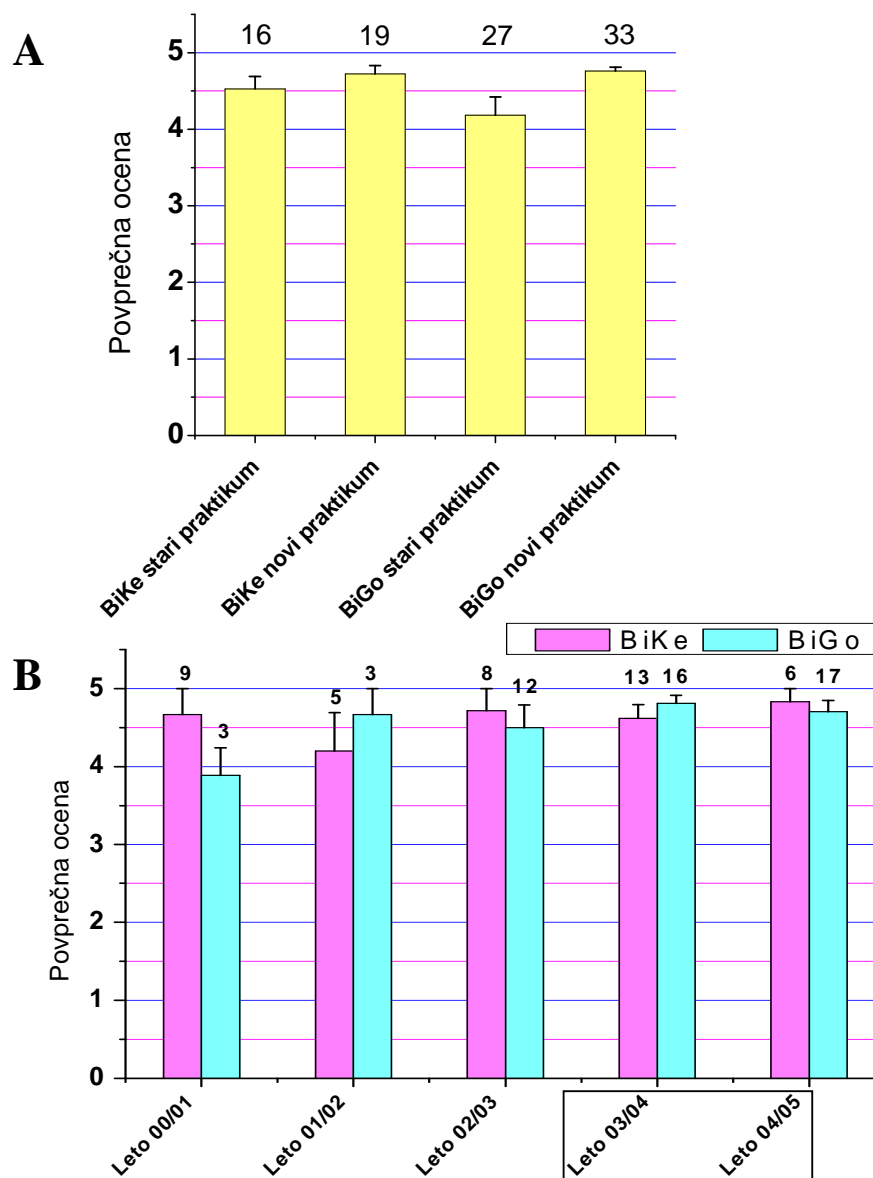 A
16 19 27 33
Povprečna ocena
5
4
3
2
1
0
BiKe stari praktikum
BiKe novi praktikum
BiGo stari praktikum
BiGo novi praktikum
BiKe BiGo
B
9 3 5 3 8 12 13 16 6 17
Povprečna ocena
5
4
3
2
1
0
Leto 00/01
Leto 01/02
Leto 02/03
Leto 03/04
Leto 04/05